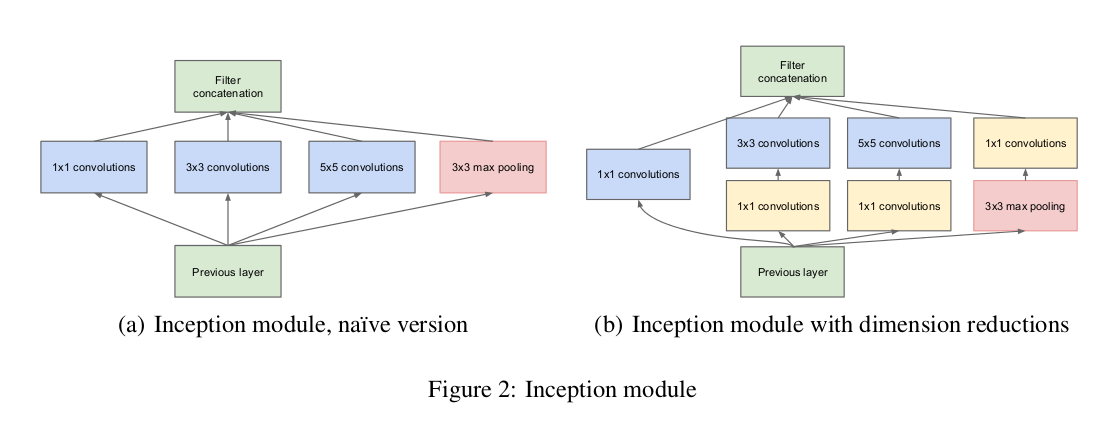 Filter
concatenation
1x1 convolutions
3x3 convolutions
5x5 convolutions
3x3 max pooling
Previous layer
(a) Inception module, naïve version
Filter
concatenation
3x3 convolutions
5x5 convolutions
1x1 convolutions
1x1 convolutions
1x1 convolutions
1x1 convolutions
3x3 max pooling
Previous layer
(b) Inception module with dimension reductions
Figure 2: Inception module